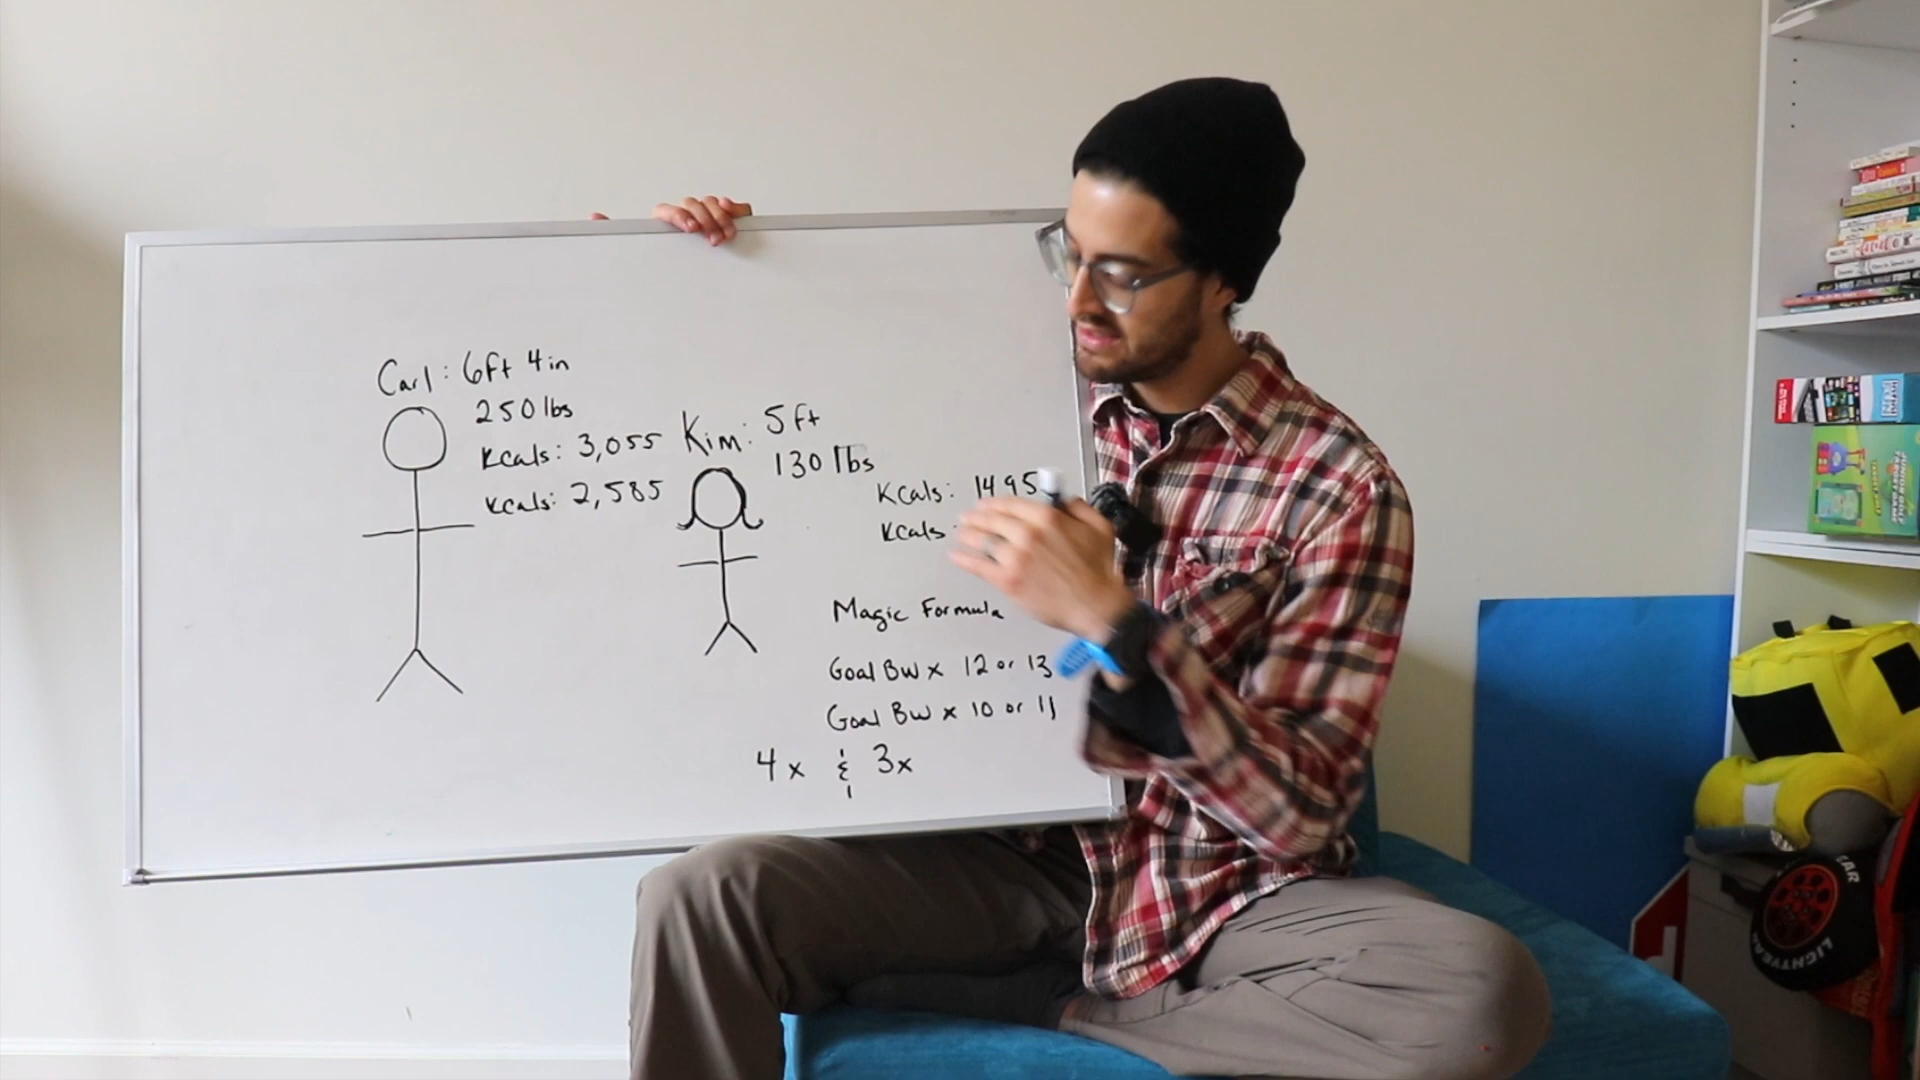 Carl: 6ft 4in
250 lbs
Kcals: 3,055
Kcals: 2,585
Kim: 5ft
130 lbs
Kcals: 1495
Kcals
Magic Formula
Goal BW x 12 or 13
Goal BW x 10 or 11
4x & 3x
LIGHTYEAR